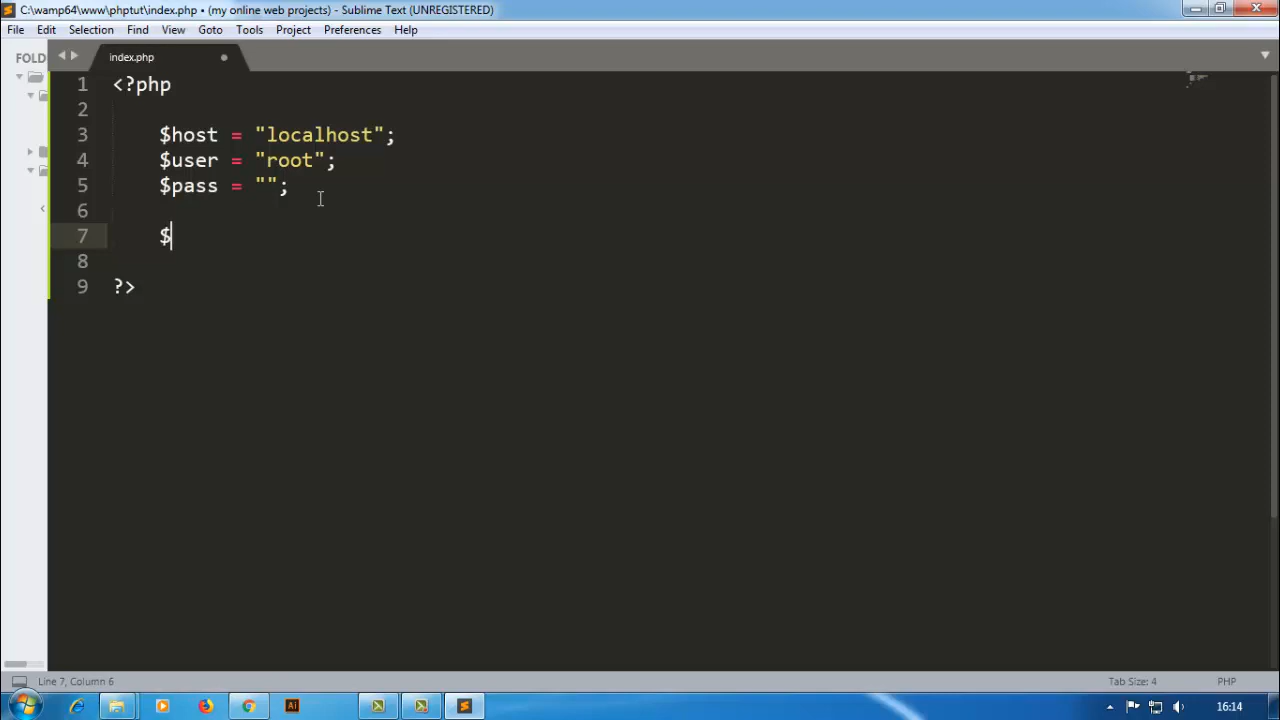 C:\wamp64\www\phptut\index.php • (my online web projects) - Sublime Text (UNREGISTERED)
File Edit Selection Find View Goto Tools Project Preferences Help
FOLD
index.php
1 <?php
2
3 $host = "localhost";
4 $user = "root";
5 $pass = "";
6
7 $
8
9 ?>
Line 7, Column 6
Tab Size: 4
PHP
Ai
16:14